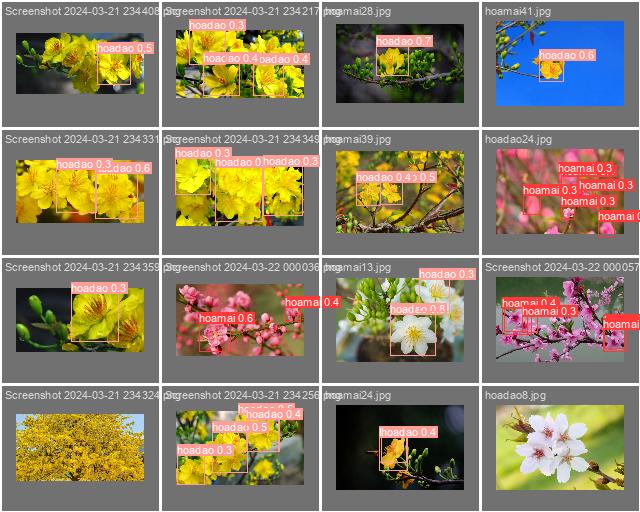 Screenshot 2024-03-21 234408.png
hoadao 0.5
Screenshot 2024-03-21 234217.png
hoadao 0.3
hoadao 0.4
hoadao 0.4
hoamai28.jpg
hoadao 0.7
hoamai41.jpg
hoadao 0.6
Screenshot 2024-03-21 234331.png
hoadao 0.3
hoadao 0.6
Screenshot 2024-03-21 234349.png
hoadao 0.3
hoadao 0.3
hoamai39.jpg
hoadao 0.4
0.5
hoadao24.jpg
hoamai 0.3
hoamai 0.3
hoamai 0.3
hoamai 0.3
hoamai
Screenshot 2024-03-21 234359.png
hoadao 0.3
Screenshot 2024-03-22 000036.png
hoamai 0.4
hoamai 0.6
hoamai13.jpg
hoadao 0.3
hoadao 0.8
Screenshot 2024-03-22 000057
hoamai 0.4
hoamai 0.3
hoamai
Screenshot 2024-03-21 234324.png
Screenshot 2024-03-21 234256.png
hoadao 0.4
hoadao 0.5
hoadao 0.3
hoamai24.jpg
hoadao 0.4
hoadao8.jpg